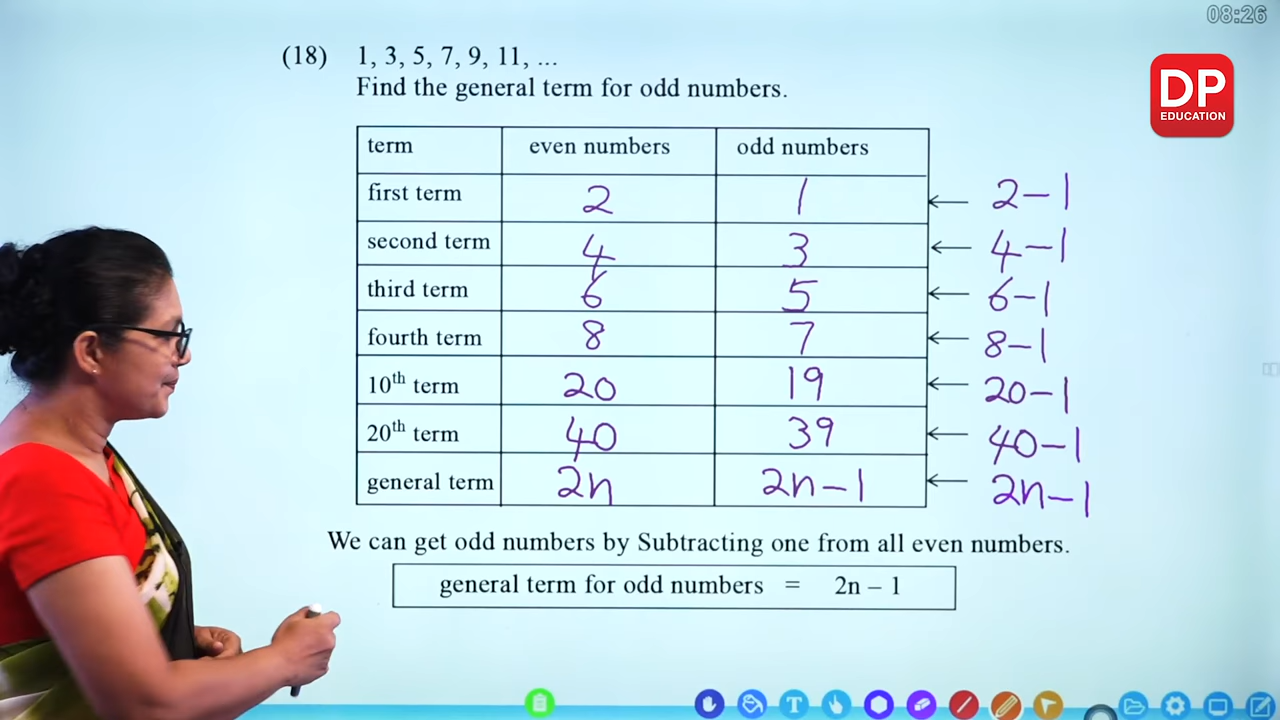 08:26
(18) 1, 3, 5, 7, 9, 11, ...
Find the general term for odd numbers.
DP
EDUCATION
term even numbers odd numbers
first term 2 1 ← 2-1
second term 4 3 ← 4-1
third term 6 5 ← 6-1
fourth term 8 7 ← 8-1
10th term 20 19 ← 20-1
20th term 40 39 ← 40-1
general term 2n 2n-1 ← 2n-1
We can get odd numbers by Subtracting one from all even numbers.
general term for odd numbers = 2n – 1
T